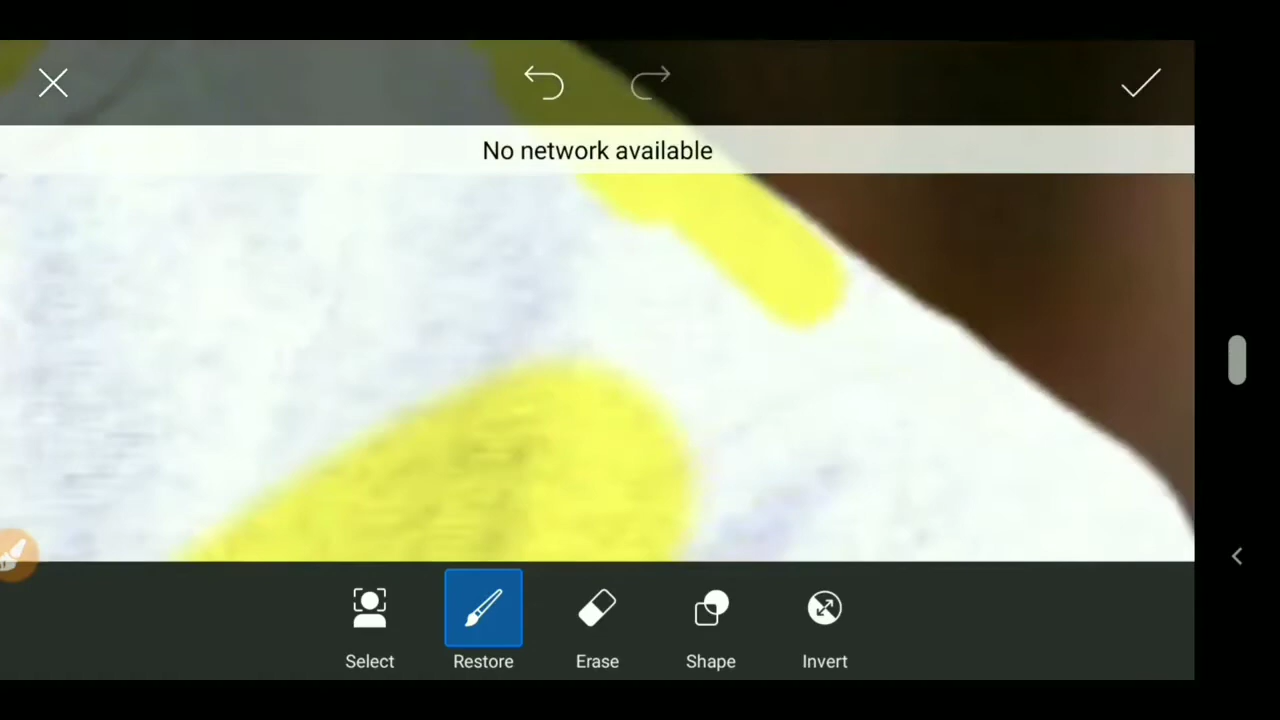 No network available
Select
Restore
Erase
Shape
Invert